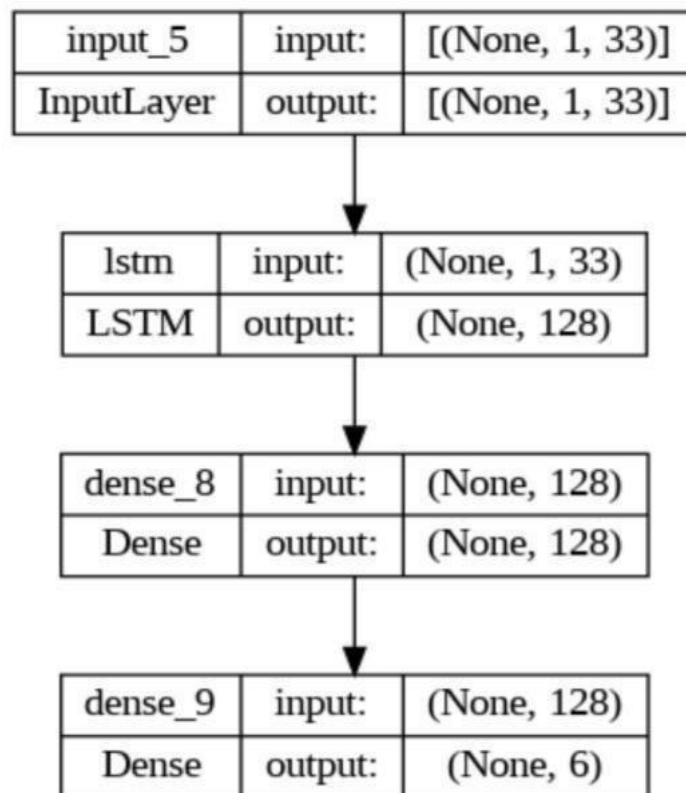 input_5 input: [(None, 1, 33)]
InputLayer output: [(None, 1, 33)]
lstm input: (None, 1, 33)
LSTM output: (None, 128)
dense_8 input: (None, 128)
Dense output: (None, 128)
dense_9 input: (None, 128)
Dense output: (None, 6)